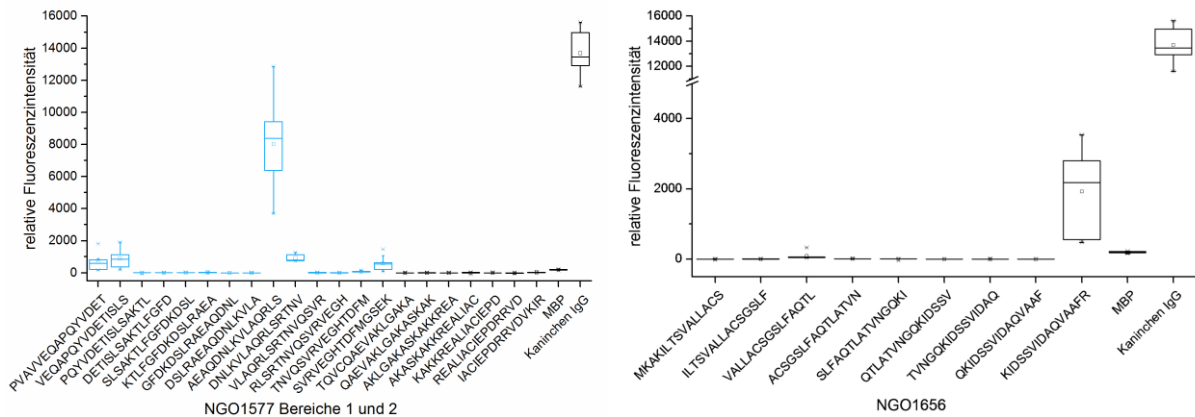 relative Fluoreszenzintensität
16000
14000
12000
10000
8000
6000
4000
2000
0
PVAVVEQAPQYVDET
VEQAPQYVDETISLS
PQYVDETISLSAKTL
DETISLSAKTLFGFD
SLSAKTLFGFDKDSL
KTLFGFDKDSLRAEA
GFDKDSLRAEAQDNL
DSLRAEAQDNLKVLA
AEAQDNLKVLAQRLS
DNLKVLAQRLSRTNV
VLAQRLSRTNVQSVR
RLSRTNVQSVRVEGH
TNVQSVRVEGHTDFM
SVRVEGHTDFMGSEK
TQVCQAEVAKLGAKA
QAEVAKLGAKASKAK
AKLGAKASKAKKREA
AKASKAKKREALIAC
KAKKREALIACIEPD
REALIACIEPDRRVD
IACIEPDRRVDVKIR
MBP
Kaninchen IgG
NGO1577 Bereiche 1 und 2
relative Fluoreszenzintensität
16000
14000
12000
4000
2000
0
MKAKILTSVALLACS
ILTSVALLACSGSLF
VALLACSGSLFAQTL
ACSGSLFAQTLATVN
SLFAQTLATVNGQKI
QTLATVNGQKIDSSV
TVNGQKIDSSVIDAQ
QKIDSSVIDAQVAAF
KIDSSVIDAQVAAFR
MBP
Kaninchen IgG
NGO1656